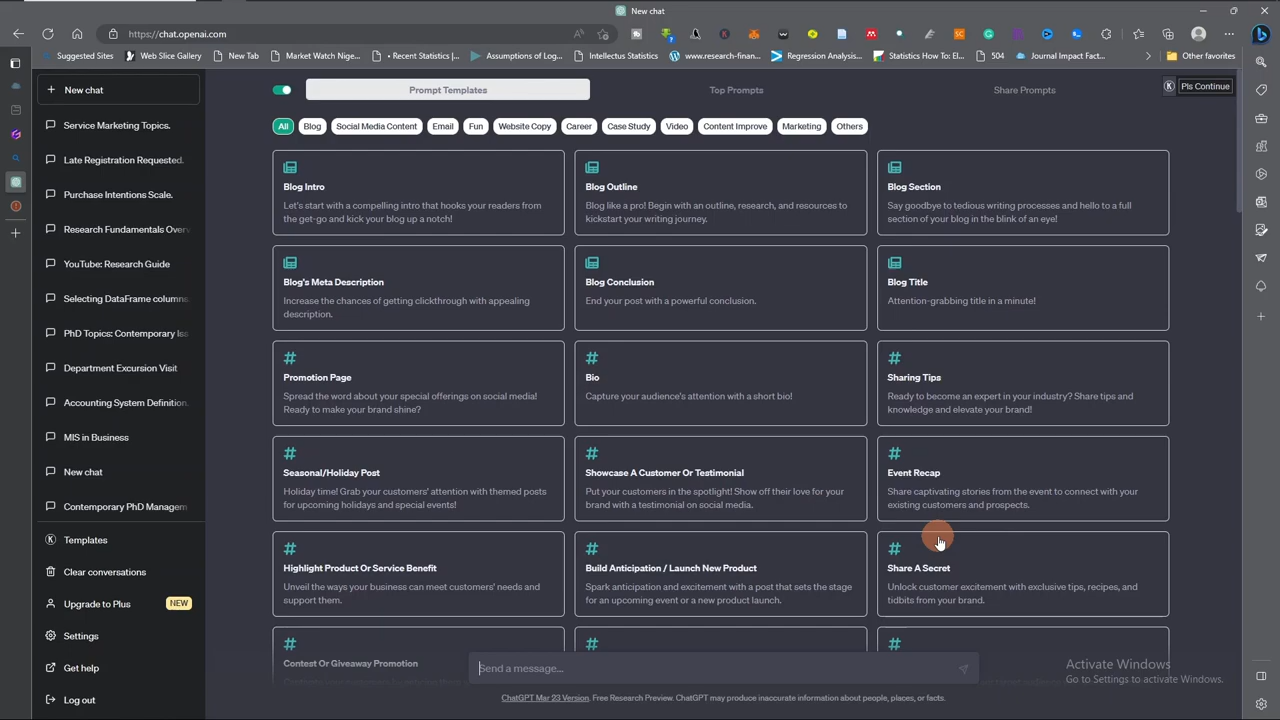 New chat
https://chat.openai.com
Suggested Sites
Web Slice Gallery
New Tab
Market Watch Nige...
• Recent Statistics |...
Assumptions of Log...
Intellectus Statistics
www.research-finan...
Regression Analysis...
Statistics How To: El...
504
Journal Impact Fact...
Other favorites
New chat
Prompt Templates
Top Prompts
Share Prompts
Pls Continue
All
Blog
Social Media Content
Email
Fun
Website Copy
Career
Case Study
Video
Content Improve
Marketing
Others
Service Marketing Topics.
Late Registration Requested.
Purchase Intentions Scale.
Research Fundamentals Overv
YouTube: Research Guide
Selecting DataFrame columns
PhD Topics: Contemporary Iss
Department Excursion Visit
Accounting System Definition.
MIS in Business
New chat
Contemporary PhD Managem
Templates
Clear conversations
Upgrade to Plus
NEW
Settings
Get help
Log out
Blog Intro
Let's start with a compelling intro that hooks your readers from
the get-go and kick your blog up a notch!
Blog Outline
Blog like a pro! Begin with an outline, research, and resources to
kickstart your writing journey.
Blog Section
Say goodbye to tedious writing processes and hello to a full
section of your blog in the blink of an eye!
Blog's Meta Description
Increase the chances of getting clickthrough with appealing
description.
Blog Conclusion
End your post with a powerful conclusion.
Blog Title
Attention-grabbing title in a minute!
Promotion Page
Spread the word about your special offerings on social media!
Ready to make your brand shine?
Bio
Capture your audience's attention with a short bio!
Sharing Tips
Ready to become an expert in your industry? Share tips and
knowledge and elevate your brand!
Seasonal/Holiday Post
Holiday time! Grab your customers' attention with themed posts
for upcoming holidays and special events!
Showcase A Customer Or Testimonial
Put your customers in the spotlight! Show off their love for your
brand with a testimonial on social media.
Event Recap
Share captivating stories from the event to connect with your
existing customers and prospects.
Highlight Product Or Service Benefit
Unveil the ways your business can meet customers' needs and
support them.
Build Anticipation / Launch New Product
Spark anticipation and excitement with a post that sets the stage
for an upcoming event or a new product launch.
Share A Secret
Unlock customer excitement with exclusive tips, recipes, and
tidbits from your brand.
Contest Or Giveaway Promotion
Send a message...
Activate Windows
Go to Settings to activate Windows.
ChatGPT Mar 23 Version. Free Research Preview. ChatGPT may produce inaccurate information about people, places, or facts.